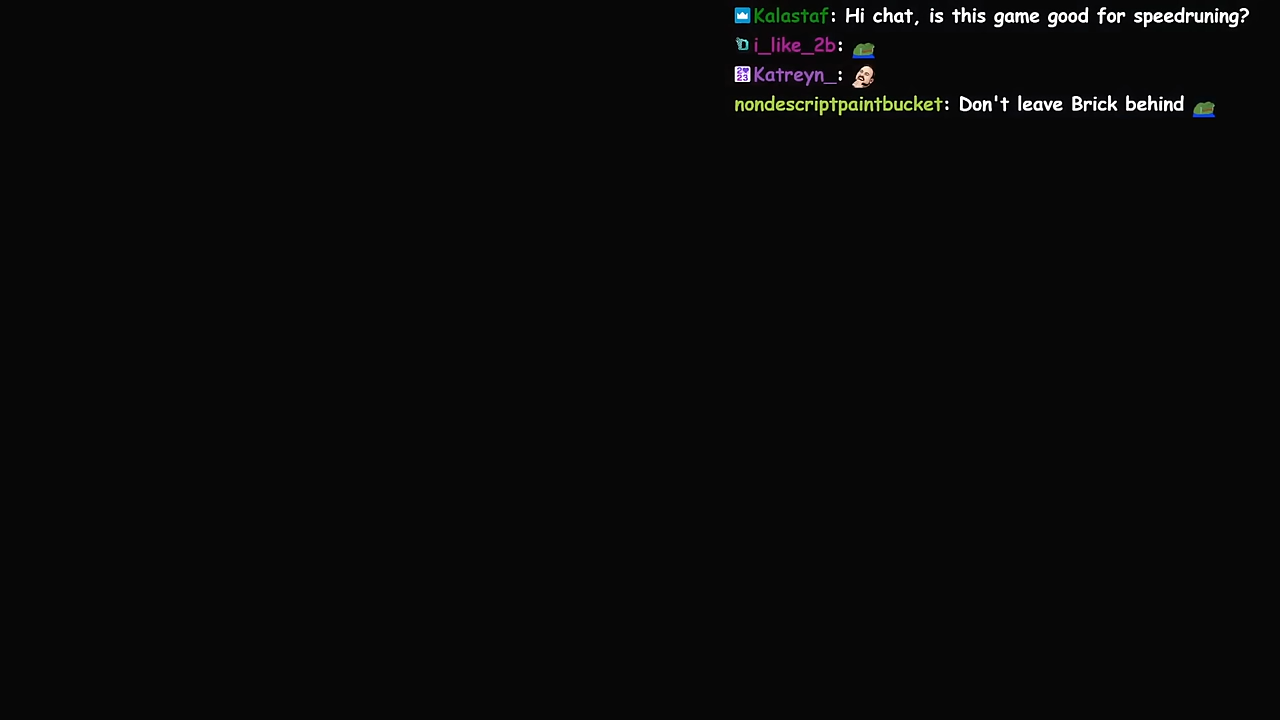 Kalastaf: Hi chat, is this game good for speedruning?
i_like_2b:
Katreyn_:
nondescriptpaintbucket: Don't leave Brick behind